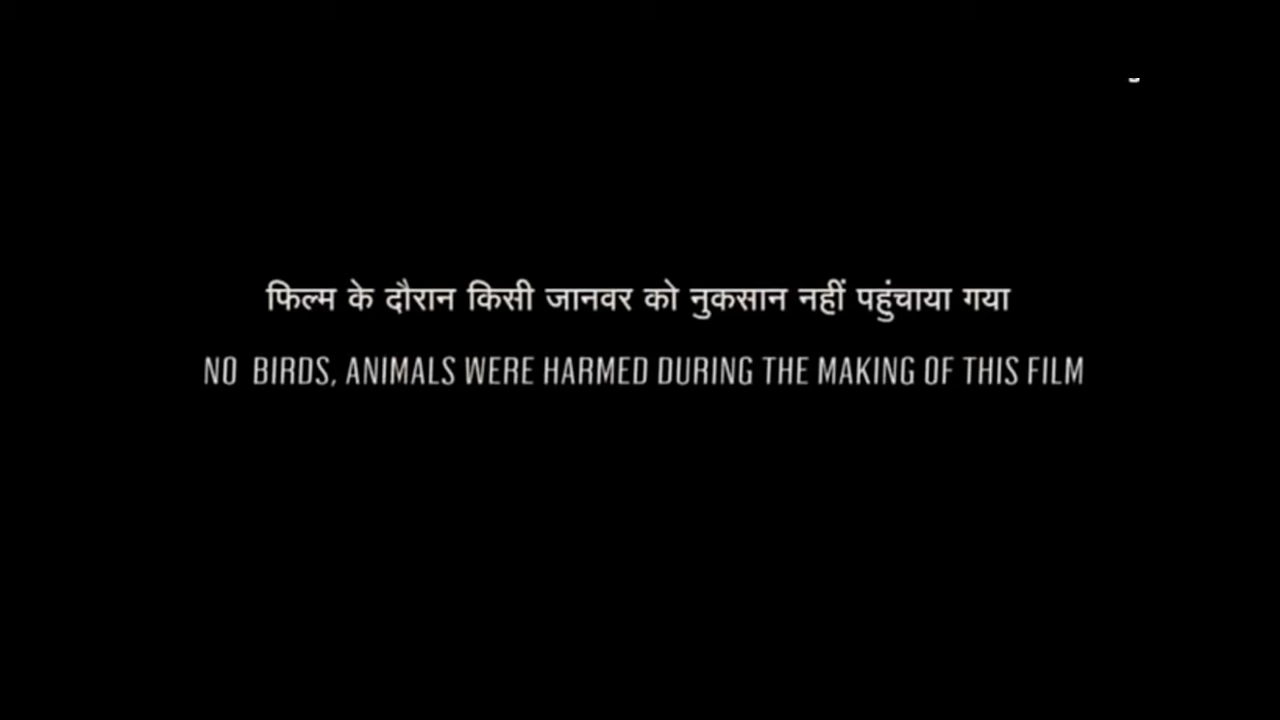 फिल्म के दौरान किसी जानवर को नुकसान नहीं पहुंचाया गया
NO BIRDS, ANIMALS WERE HARMED DURING THE MAKING OF THIS FILM